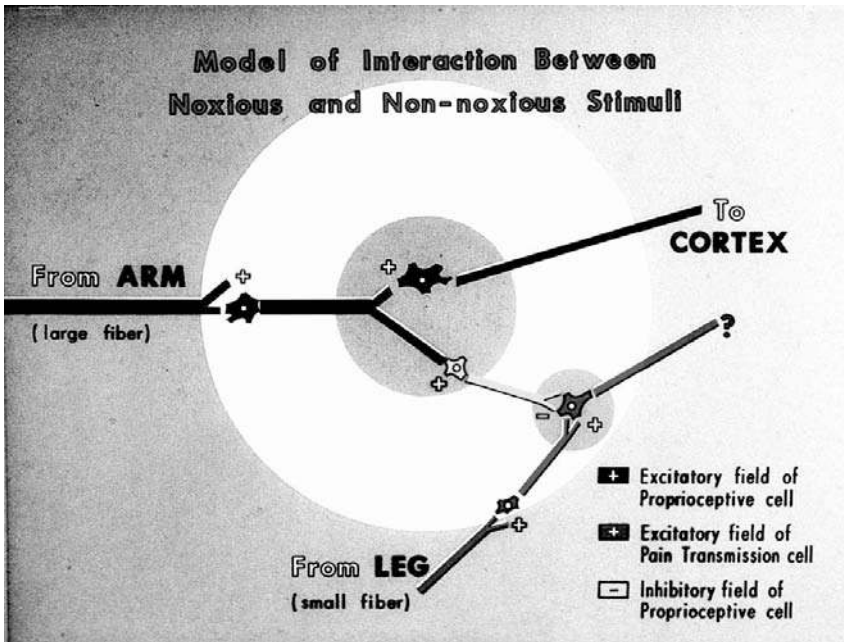 Model of Interaction Between
Noxious and Non-noxious Stimuli
To
CORTEX
From ARM
+
(large fiber)
+
+
?
-
+
+
From LEG
(small fiber)
+ Excitatory field of
Proprioceptive cell
+ Excitatory field of
Pain Transmission cell
- Inhibitory field of
Proprioceptive cell